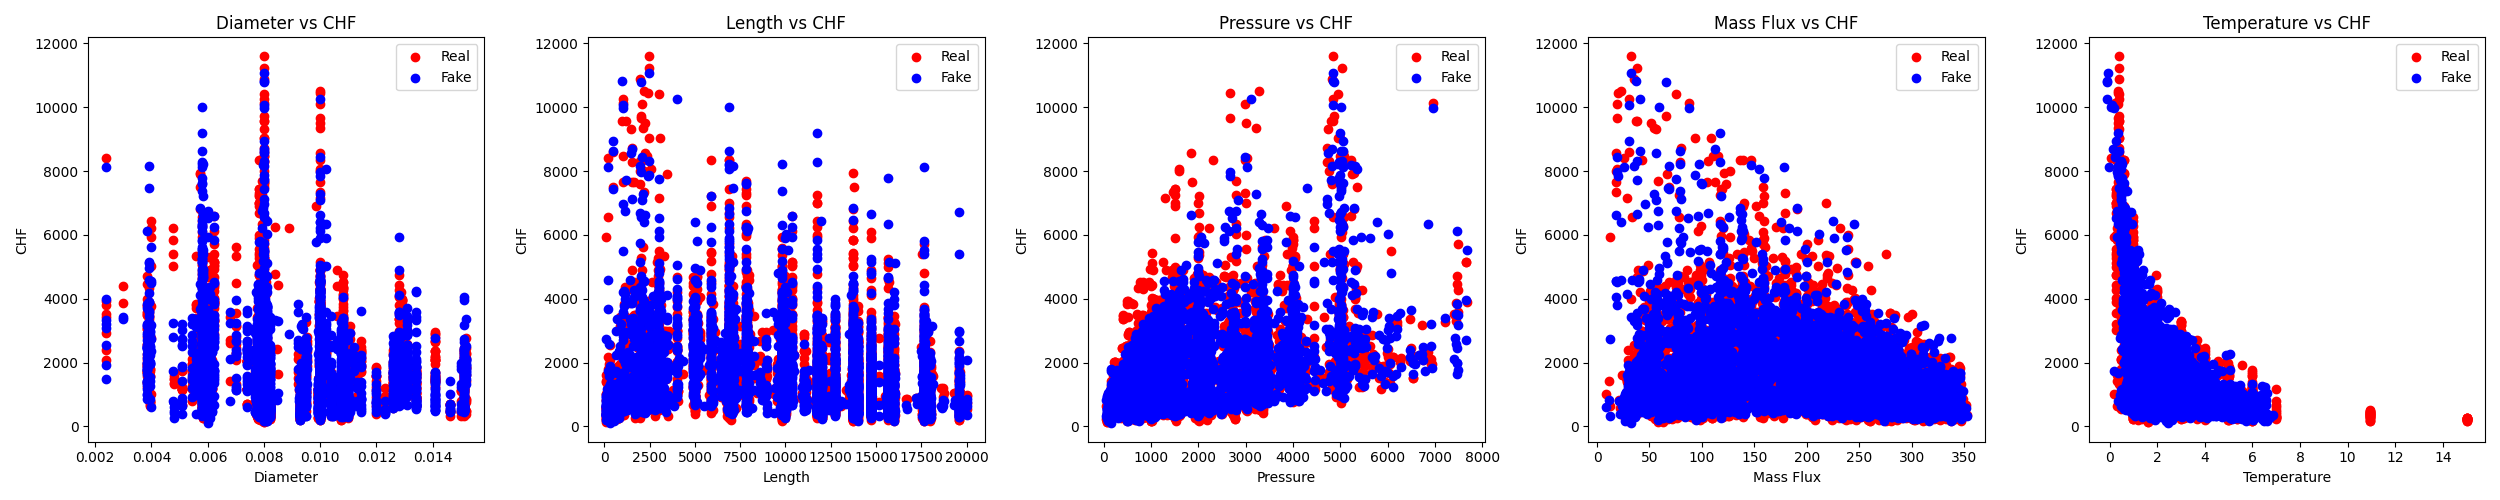 Diameter vs CHF
12000
10000
8000
6000
4000
2000
0
CHF
0.002 0.004 0.006 0.008 0.010 0.012 0.014
Diameter
Real
Fake
Length vs CHF
12000
10000
8000
6000
4000
2000
0
CHF
0 2500 5000 7500 10000 12500 15000 17500 20000
Length
Real
Fake
Pressure vs CHF
12000
10000
8000
6000
4000
2000
0
CHF
0 1000 2000 3000 4000 5000 6000 7000 8000
Pressure
Real
Fake
Mass Flux vs CHF
12000
10000
8000
6000
4000
2000
0
CHF
0 50 100 150 200 250 300 350
Mass Flux
Real
Fake
Temperature vs CHF
12000
10000
8000
6000
4000
2000
0
CHF
0 2 4 6 8 10 12 14
Temperature
Real
Fake